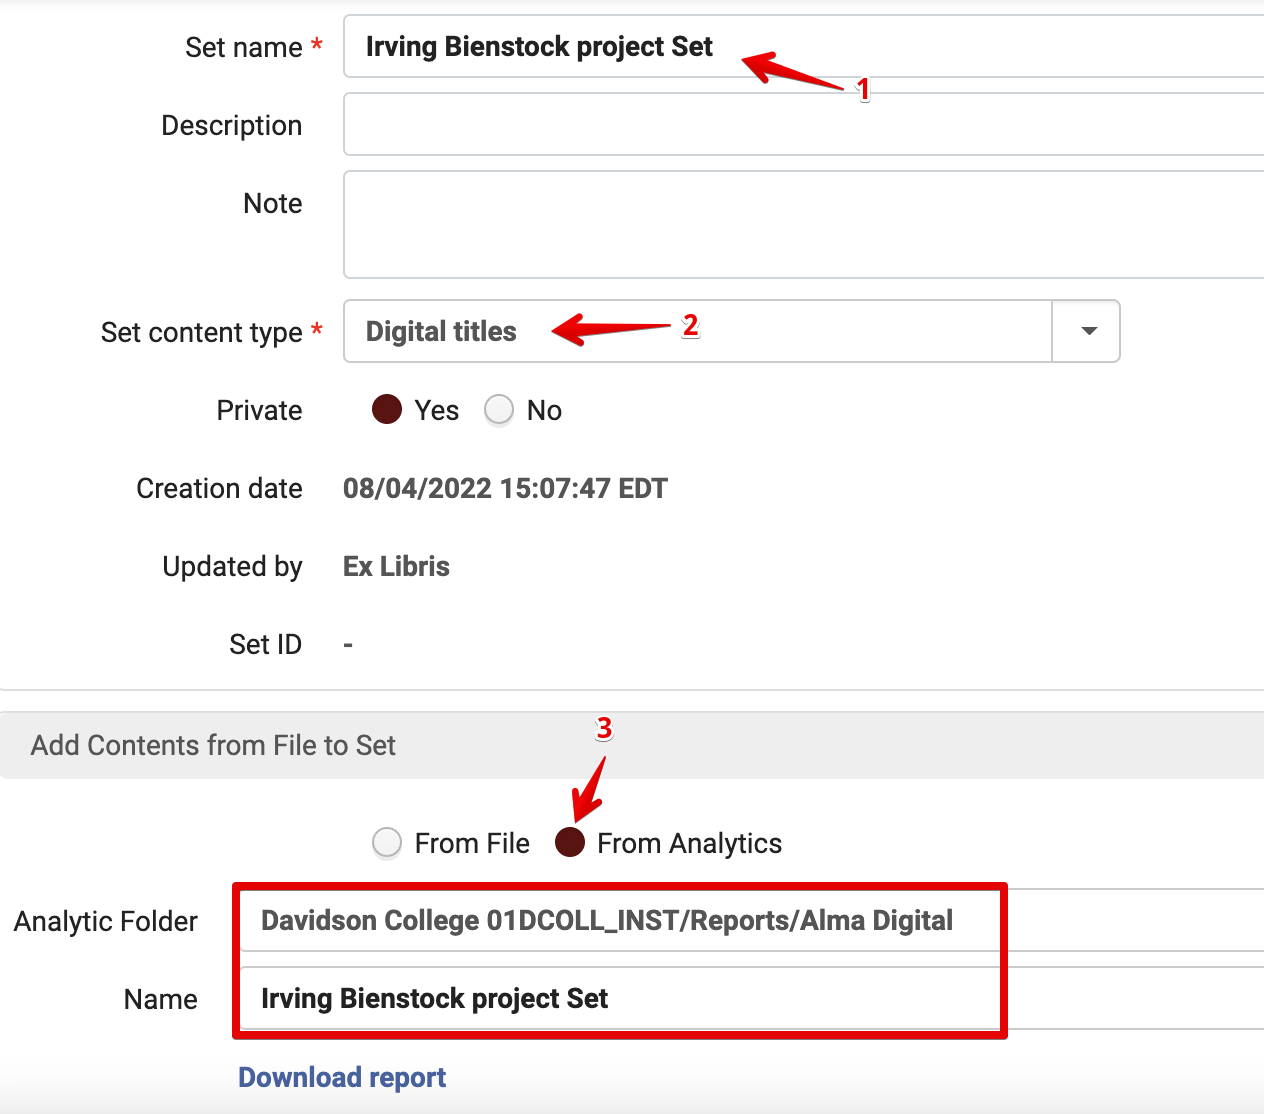 Set name * Irving Bienstock project Set
1
Description
Note
Set content type * Digital titles 2
Private Yes No
Creation date 08/04/2022 15:07:47 EDT
Updated by Ex Libris
Set ID -
3
Add Contents from File to Set
From File From Analytics
Analytic Folder Davidson College 01DCOLL_INST/Reports/Alma Digital
Name Irving Bienstock project Set
Download report